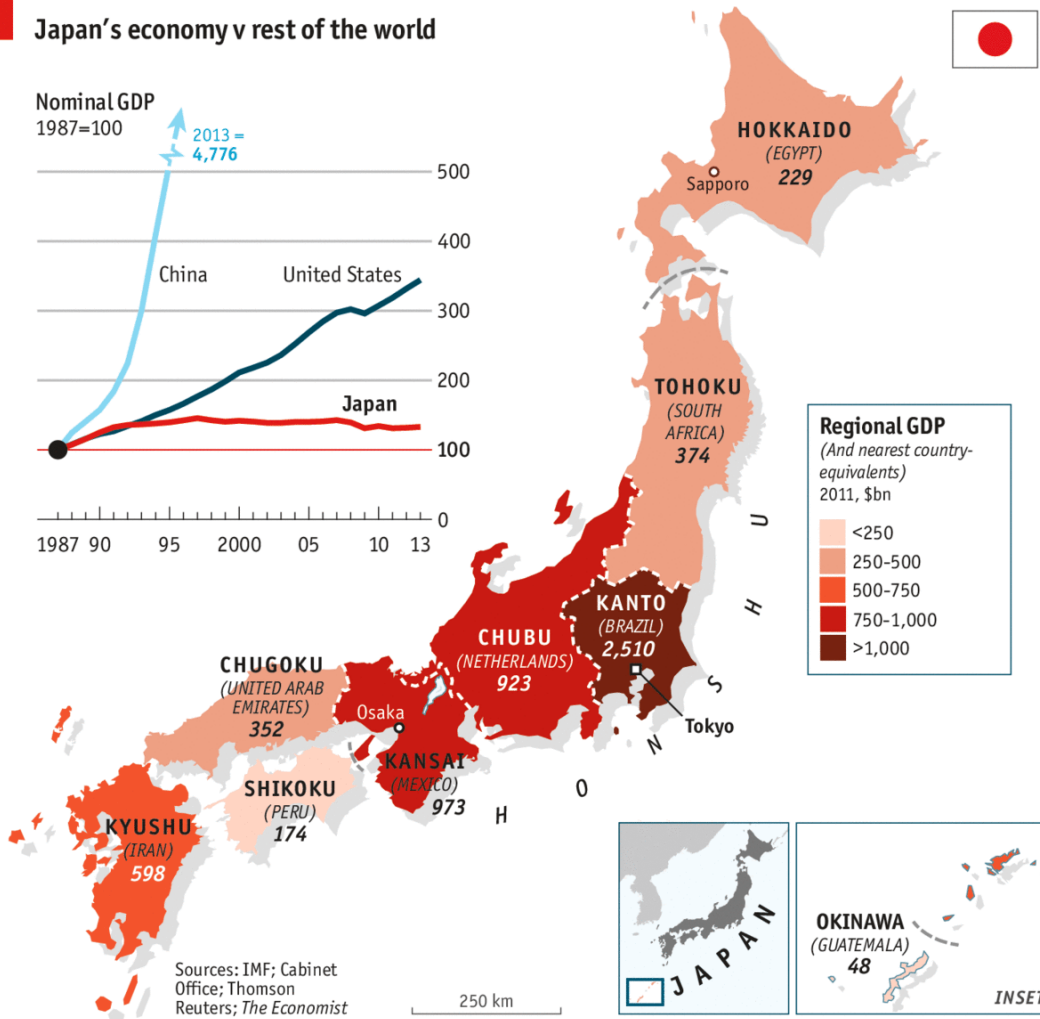 Japan's economy v rest of the world
Nominal GDP
1987=100
2013 =
4,776
500
400
300
200
100
0
China
United States
Japan
1987 90 95 2000 05 10 13
HOKKAIDO
(EGYPT)
229
Sapporo
TOHOKU
(SOUTH
AFRICA)
374
Regional GDP
(And nearest country-
equivalents)
2011, $bn
<250
250-500
500-750
750-1,000
>1,000
KANTO
(BRAZIL)
2,510
Tokyo
CHUBU
(NETHERLANDS)
923
CHUGOKU
(UNITED ARAB
EMIRATES)
352
Osaka
KANSAI
(MEXICO)
973
SHIKOKU
(PERU)
174
KYUSHU
(IRAN)
598
HONSHU
JAPAN
OKINAWA
(GUATEMALA)
48
INSET
Sources: IMF; Cabinet
Office; Thomson
Reuters; The Economist
250 km